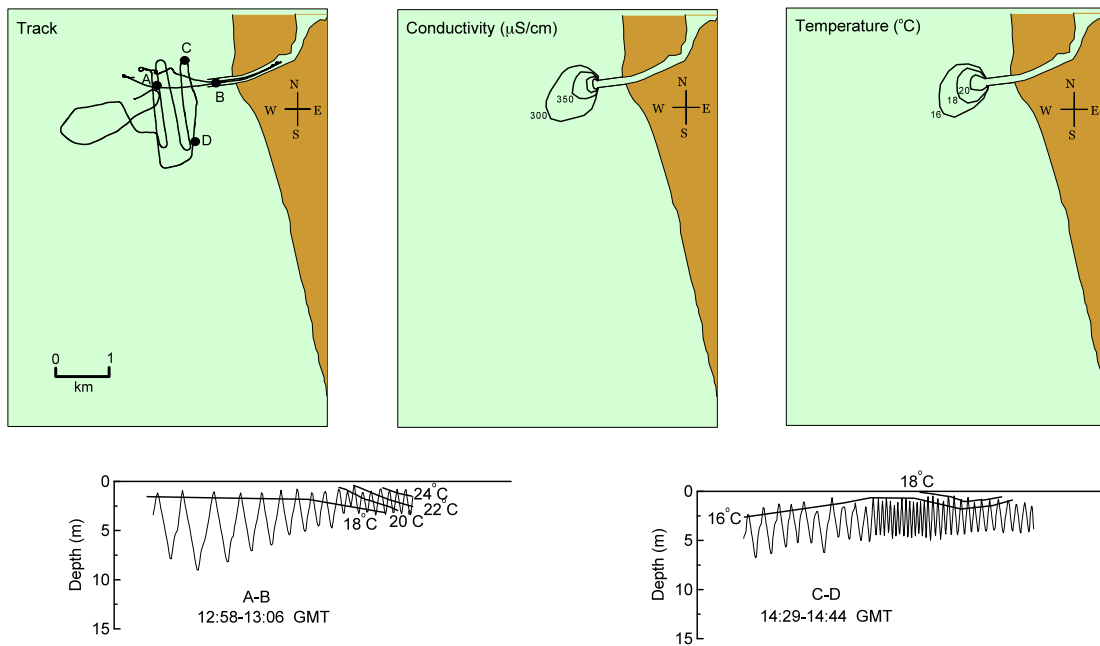 Track
C
A
B
N
W E
S
D
0 1
km
Conductivity (µS/cm)
350
300
N
W E
S
Temperature (°C)
20
18
16
N
W E
S
0
5
10
15
Depth (m)
24°C
22°C
18°C 20°C
A-B
12:58-13:06 GMT
18°C
0
5
10
15
Depth (m)
16°C
C-D
14:29-14:44 GMT